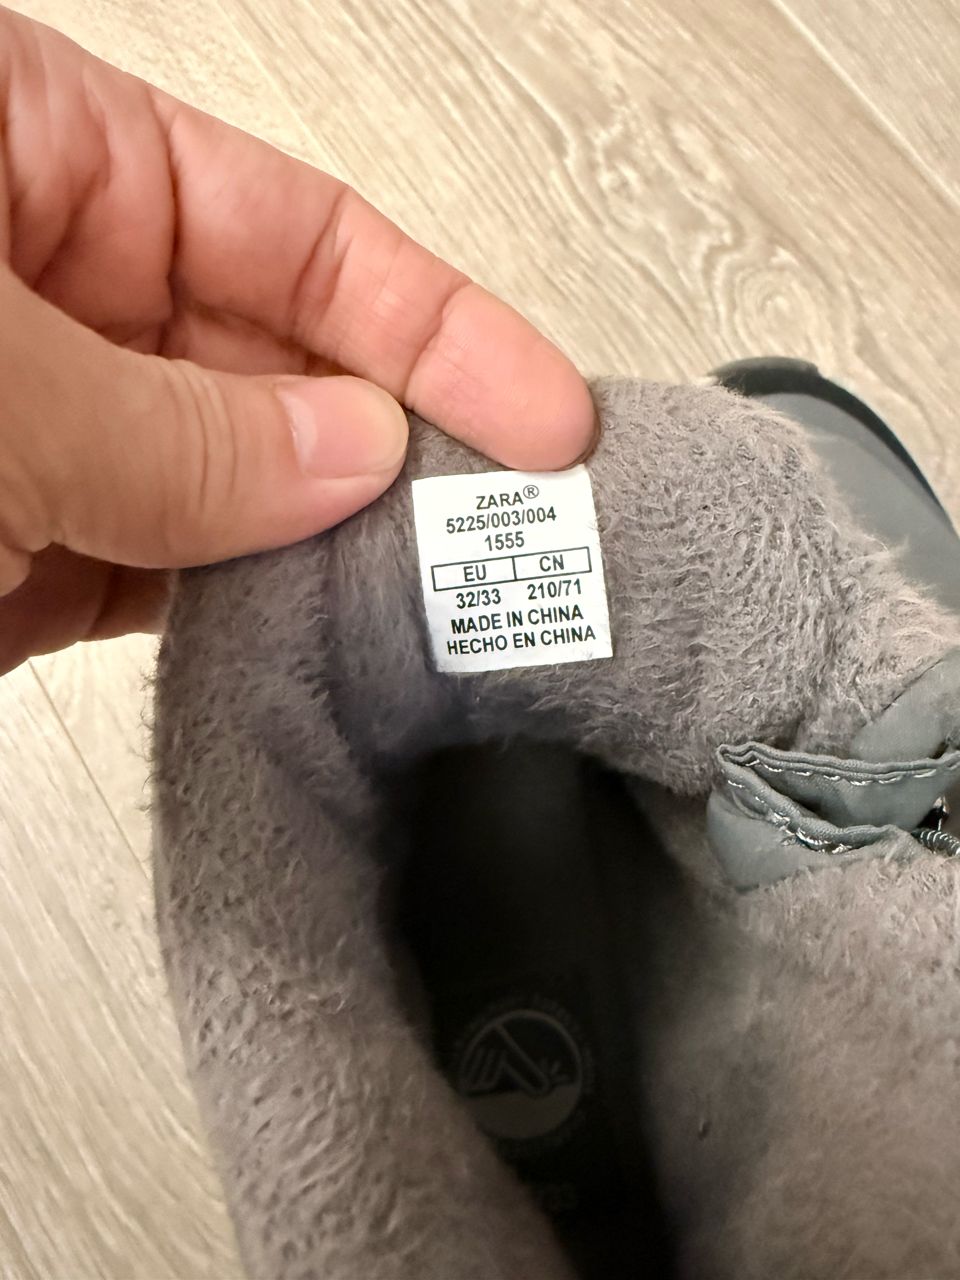 ZARA®
5225/003/004
1555
EU CN
32/33 210/71
MADE IN CHINA
HECHO EN CHINA